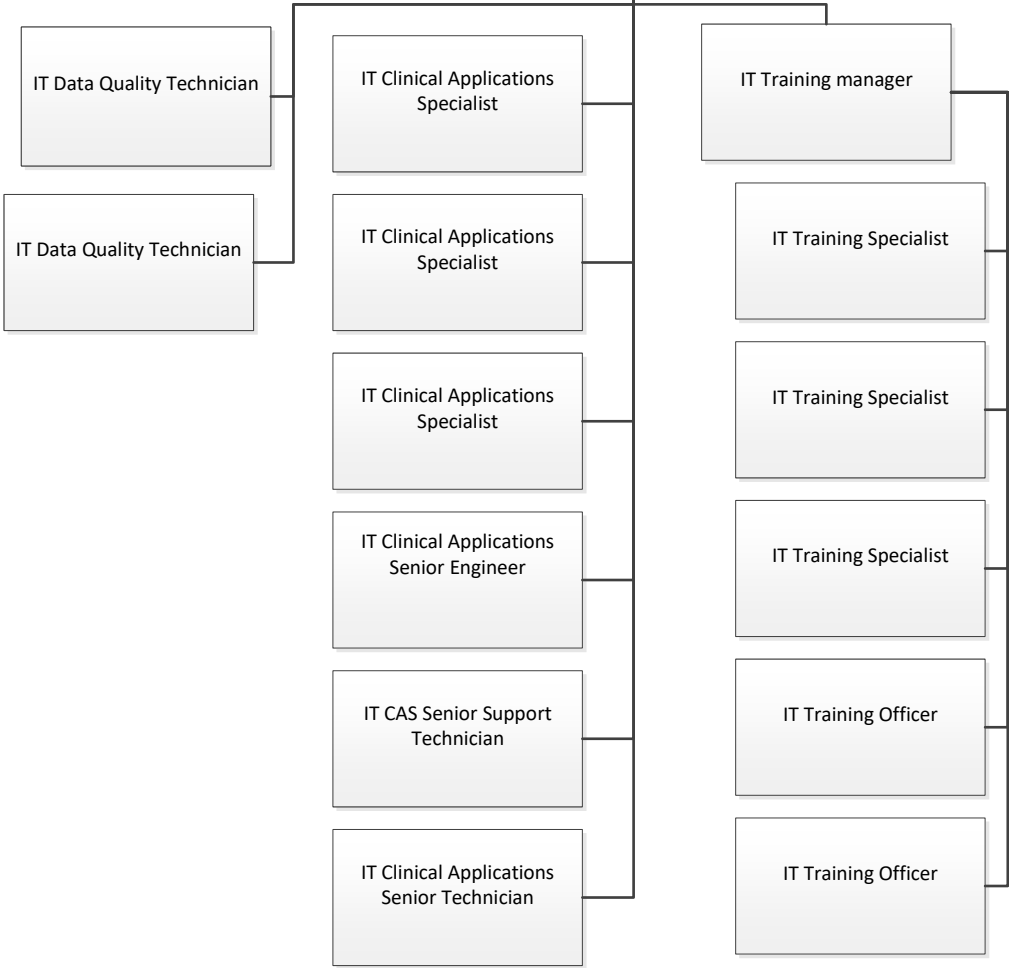 IT Data Quality Technician
IT Data Quality Technician
IT Clinical Applications
Specialist
IT Clinical Applications
Specialist
IT Clinical Applications
Specialist
IT Clinical Applications
Senior Engineer
IT CAS Senior Support
Technician
IT Clinical Applications
Senior Technician
IT Training manager
IT Training Specialist
IT Training Specialist
IT Training Specialist
IT Training Officer
IT Training Officer